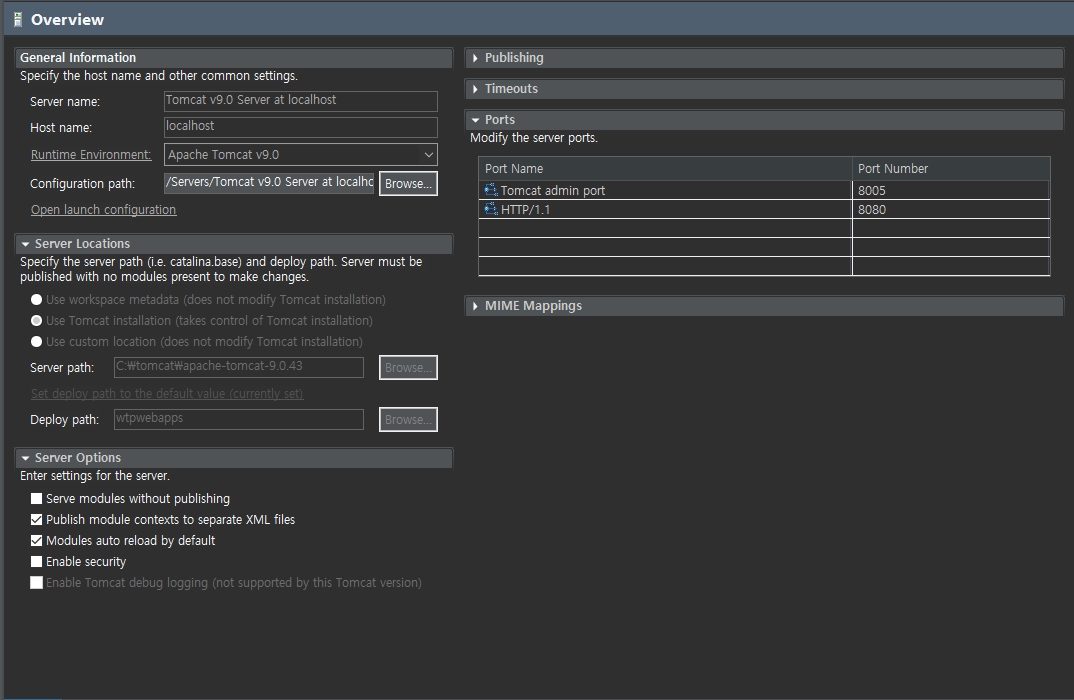 Overview
General Information
Specify the host name and other common settings.
Server name: Tomcat v9.0 Server at localhost
Host name: localhost
Runtime Environment: Apache Tomcat v9.0
Configuration path: /Servers/Tomcat v9.0 Server at localhc Browse...
Open launch configuration
Server Locations
Specify the server path (i.e. catalina.base) and deploy path. Server must be
published with no modules present to make changes.
Use workspace metadata (does not modify Tomcat installation)
Use Tomcat installation (takes control of Tomcat installation)
Use custom location (does not modify Tomcat installation)
Server path: C:₩tomcat₩apache-tomcat-9.0.43 Browse...
Set deploy path to the default value (currently set)
Deploy path: wtpwebapps Browse...
Server Options
Enter settings for the server.
Serve modules without publishing
Publish module contexts to separate XML files
Modules auto reload by default
Enable security
Enable Tomcat debug logging (not supported by this Tomcat version)
Publishing
Timeouts
Ports
Modify the server ports.
Port Name Port Number
Tomcat admin port 8005
HTTP/1.1 8080
MIME Mappings